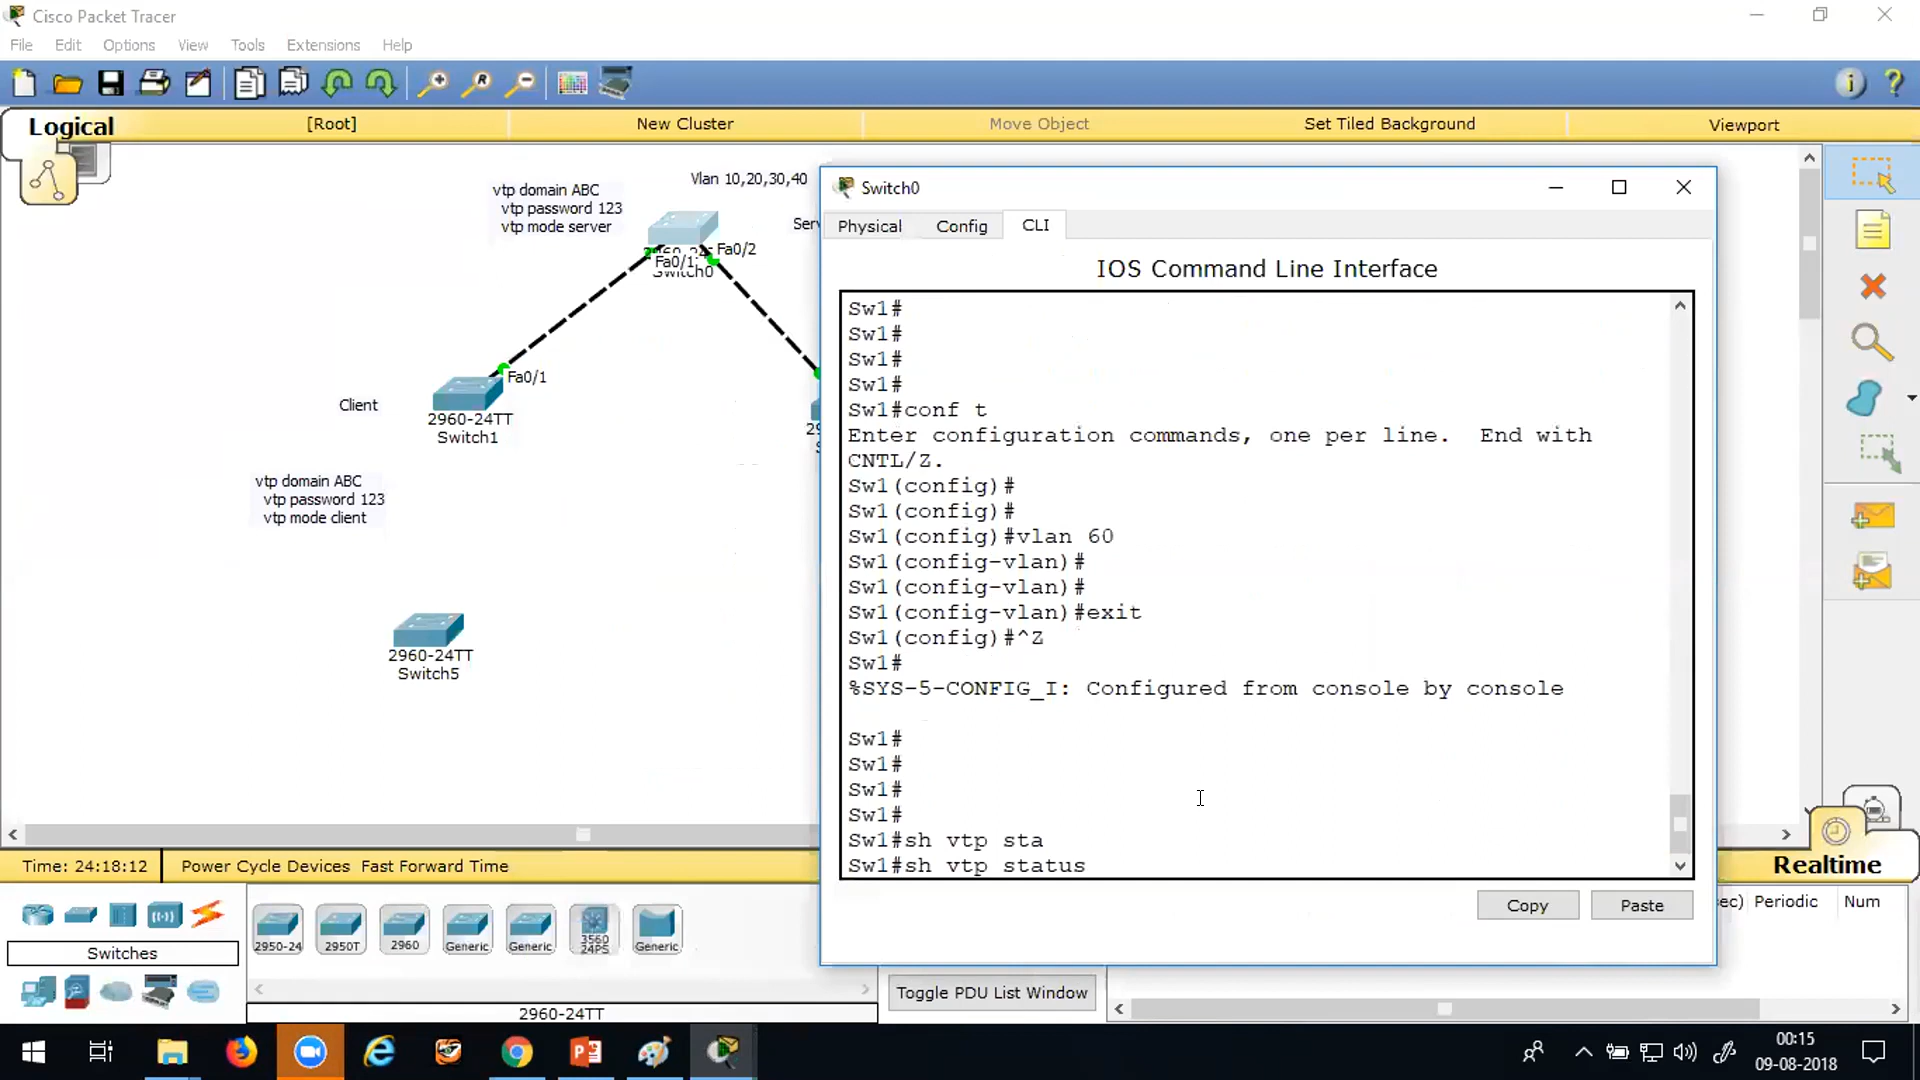 Cisco Packet Tracer
File Edit Options View Tools Extensions Help
Logical [Root] New Cluster Move Object Set Tiled Background Viewport
Vlan 10,20,30,40
vtp domain ABC
vtp password 123
vtp mode server
Serv
Fa0/2
Fa0/1
Switch0
Fa0/1
Client
2960-24TT
Switch1
vtp domain ABC
vtp password 123
vtp mode client
2960-24TT
Switch5
Switch0
Physical Config CLI
IOS Command Line Interface
Sw1#
Sw1#
Sw1#
Sw1#
Sw1#conf t
Enter configuration commands, one per line.  End with
CNTL/Z.
Sw1(config)#
Sw1(config)#
Sw1(config)#vlan 60
Sw1(config-vlan)#
Sw1(config-vlan)#
Sw1(config-vlan)#exit
Sw1(config)#^Z
Sw1#
%SYS-5-CONFIG_I: Configured from console by console
Sw1#
Sw1#
Sw1#
Sw1#
Sw1#sh vtp sta
Sw1#sh vtp status
Copy Paste
Time: 24:18:12 Power Cycle Devices Fast Forward Time Realtime
sec) Periodic Num
2950-24 2950T 2960 Generic Generic 3560 24PS Generic
Switches
Toggle PDU List Window
2960-24TT
00:15
09-08-2018